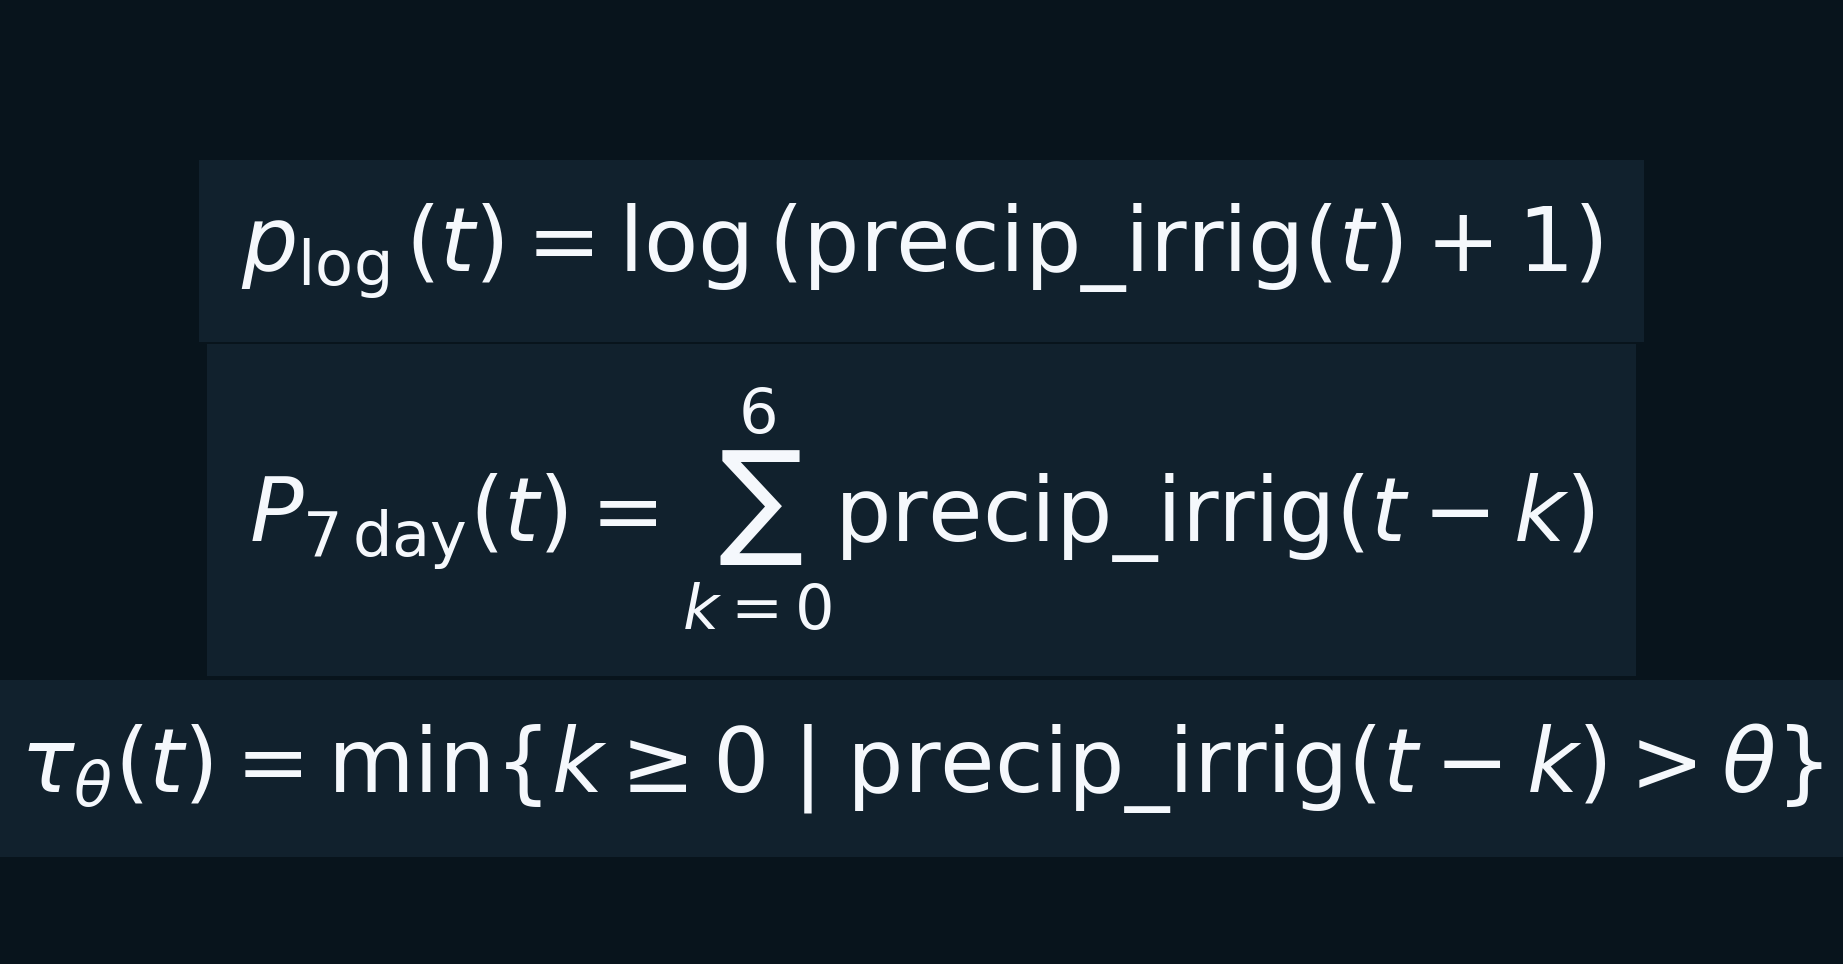 p_log (t) = log (precip_irrig(t) + 1)
P_7 day(t) = ∑_{k = 0}^{6} precip_irrig(t − k)
τ_θ(t) = min{k ≥ 0 | precip_irrig(t − k) > θ}